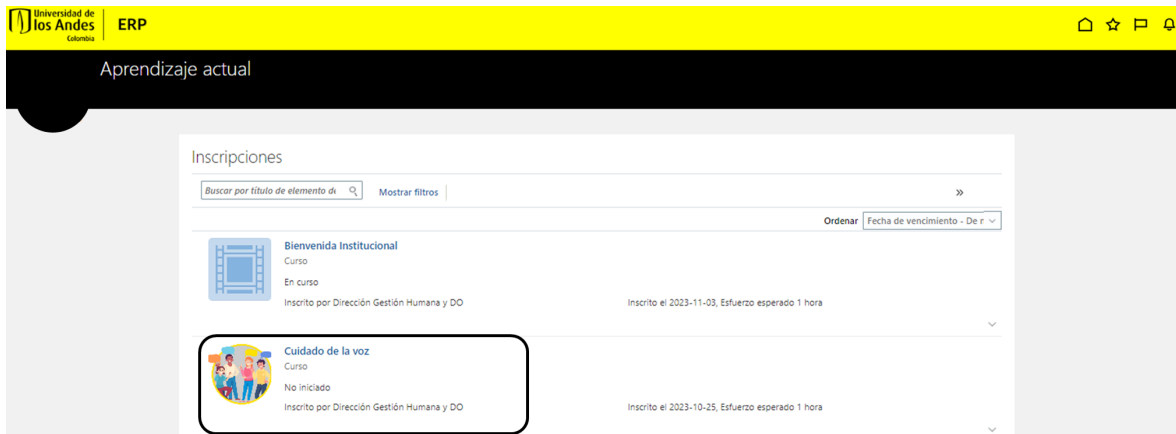 Universidad de
los Andes
Colombia
ERP
Aprendizaje actual
Inscripciones
Buscar por título de elemento de
Mostrar filtros
»
Ordenar
Fecha de vencimiento - De
Bienvenida Institucional
Curso
En curso
Inscrito por Dirección Gestión Humana y DO
Inscrito el 2023-11-03, Esfuerzo esperado 1 hora
Cuidado de la voz
Curso
No iniciado
Inscrito por Dirección Gestión Humana y DO
Inscrito el 2023-10-25, Esfuerzo esperado 1 hora